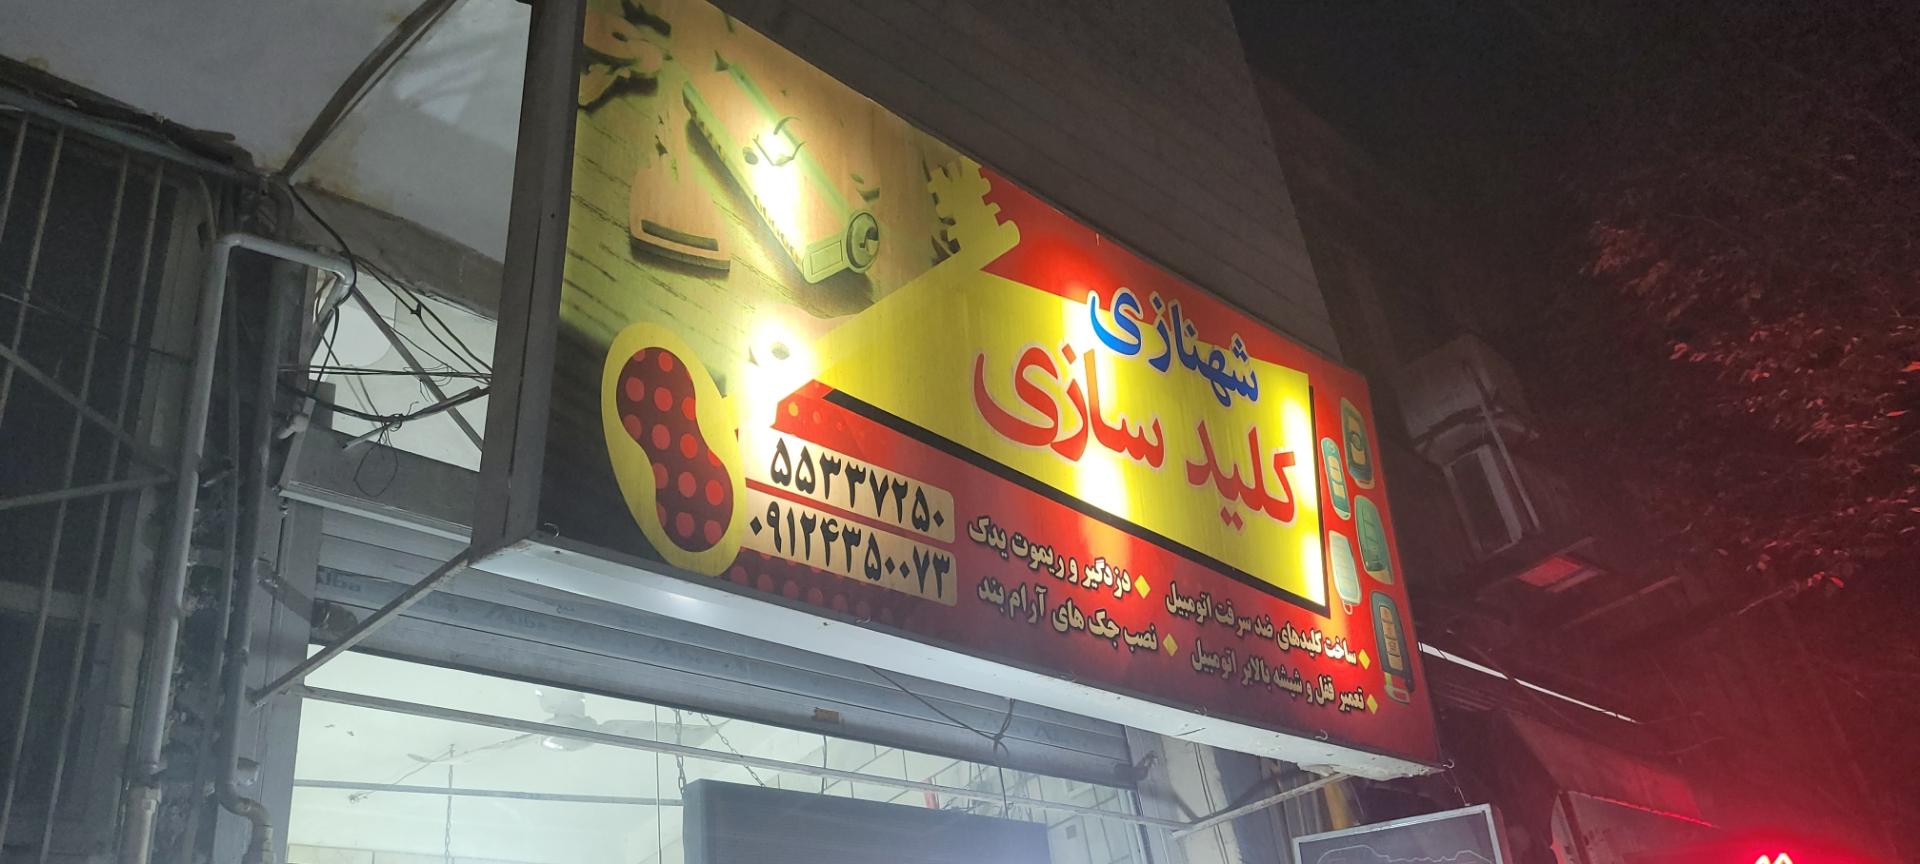 شهنازی
کلید سازی
۵۵۳۳۷۲۵۰
۰۹۱۲۴۳۵۰۰۷۳
ساخت کلیدهای ضد سرقت اتومبیل
دزدگیر و ریموت یدک
تعمیر قفل و شیشه بالابر اتومبیل
نصب جک های آرام بند